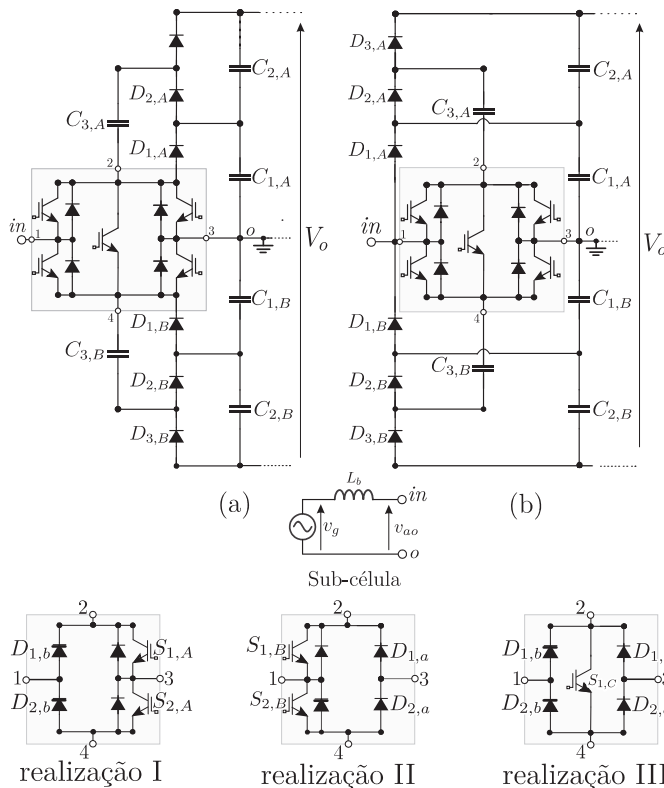 D_{3,A}
C_{2,A} C_{2,A}
D_{2,A} D_{2,A}
C_{3,A} C_{3,A}
D_{1,A} D_{1,A}
2 2
C_{1,A} C_{1,A}
in 1 3 o V_o in 1 3 o V_o
C_{1,B} C_{1,B}
4 4
D_{1,B} D_{1,B}
C_{3,B} C_{3,B}
D_{2,B} D_{2,B}
C_{2,B} C_{2,B}
D_{3,B} D_{3,B}
(a) (b)
L_b in
v_g v_{ao}
o
Sub-célula
2 2 2
D_{1,b} S_{1,A} S_{1,B} D_{1,a} D_{1,b}
1 3 1 3 1 S_{1,C} 3
D_{2,b} S_{2,A} S_{2,B} D_{2,a} D_{2,b}
4 4 4
realização I realização II realização III